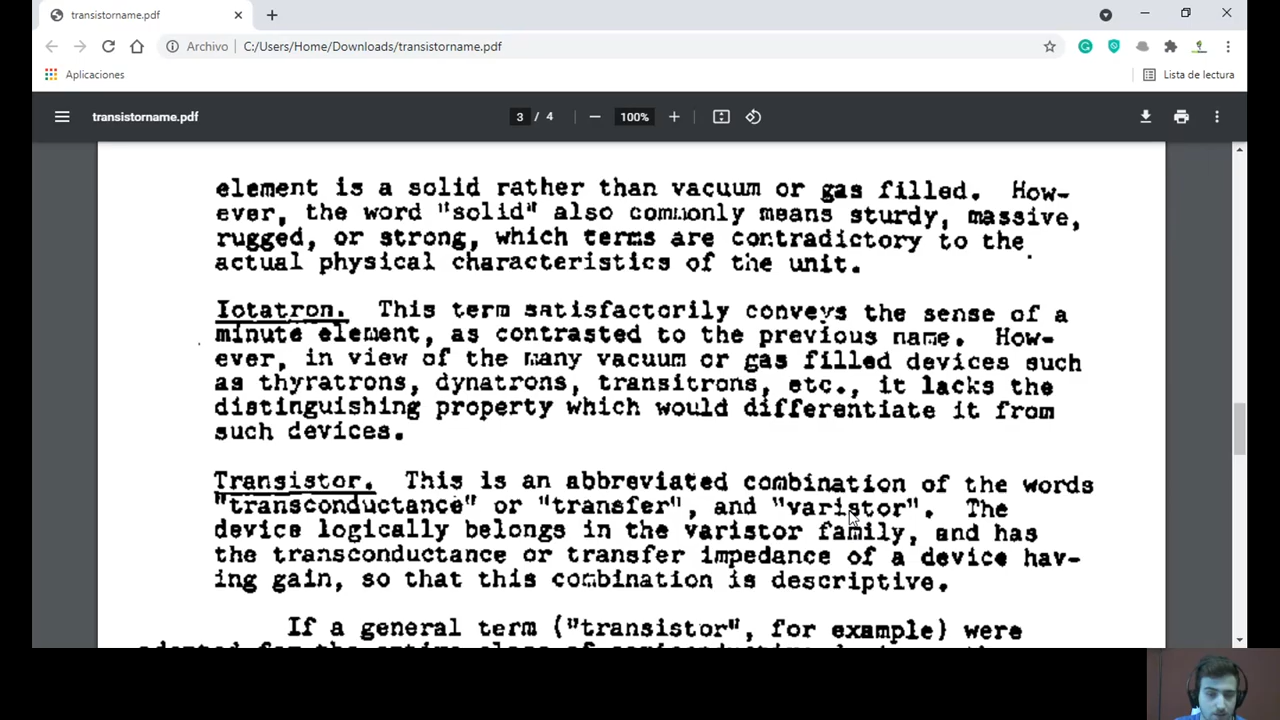 transistorname.pdf
Archivo
C:/Users/Home/Downloads/transistorname.pdf
Aplicaciones
Lista de lectura
transistorname.pdf
3 / 4
100%
element is a solid rather than vacuum or gas filled. How-
ever, the word "solid" also commonly means sturdy, massive,
rugged, or strong, which terms are contradictory to the
actual physical characteristics of the unit.
Iotatron. This term satisfactorily conveys the sense of a
minute element, as contrasted to the previous name. How-
ever, in view of the many vacuum or gas filled devices such
as thyratrons, dynatrons, transitrons, etc., it lacks the
distinguishing property which would differentiate it from
such devices.
Transistor. This is an abbreviated combination of the words
"transconductance" or "transfer", and "varistor". The
device logically belongs in the varistor family, and has
the transconductance or transfer impedance of a device hav-
ing gain, so that this combination is descriptive.
If a general term ("transistor", for example) were